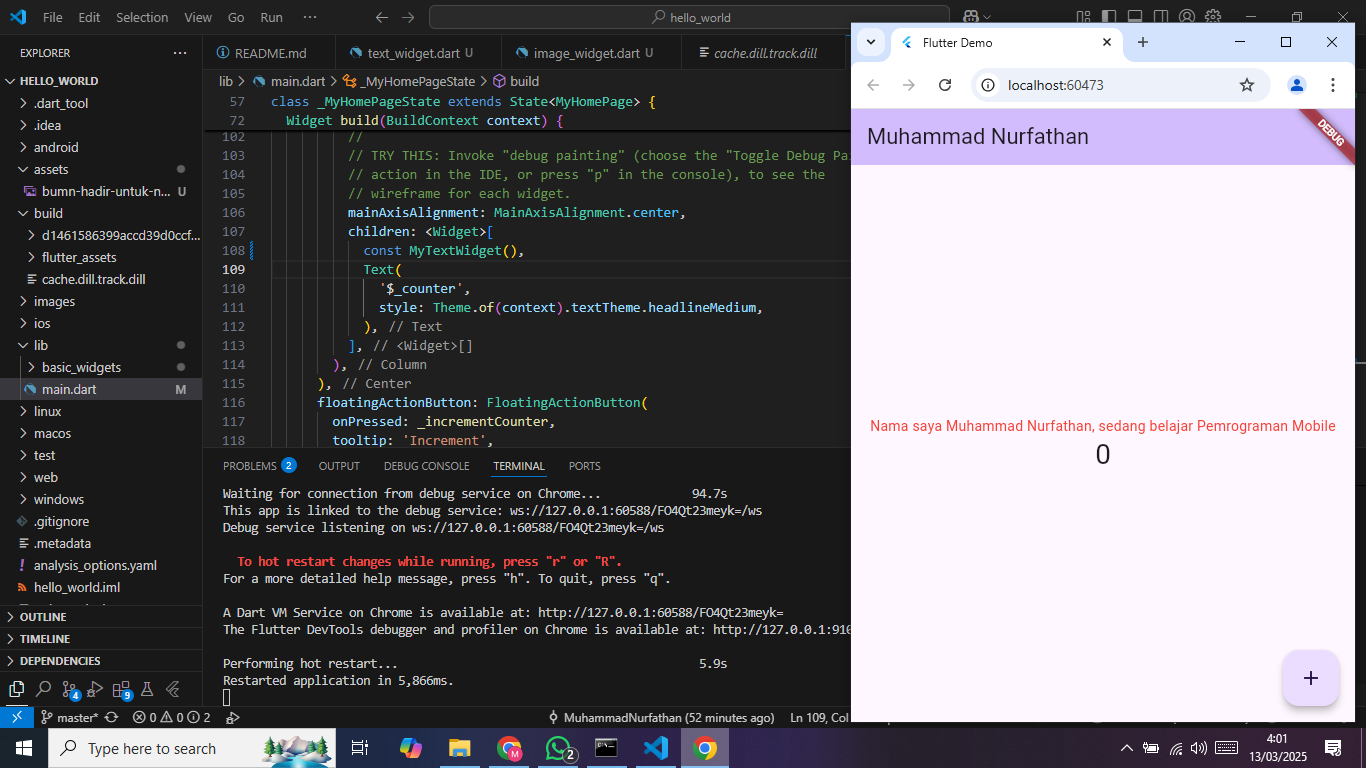 File Edit Selection View Go Run ···
hello_world
EXPLORER ···
HELLO_WORLD
.dart_tool
.idea
android
assets
bumn-hadir-untuk-n... U
build
d1461586399accd39d0ccf...
flutter_assets
cache.dill.track.dill
images
ios
lib
basic_widgets
main.dart M
linux
macos
test
web
windows
.gitignore
.metadata
analysis_options.yaml
hello_world.iml
OUTLINE
TIMELINE
DEPENDENCIES
4
9
README.md
text_widget.dart U
image_widget.dart U
cache.dill.track.dill
lib > main.dart > _MyHomePageState > build
57 class _MyHomePageState extends State<MyHomePage> {
72 Widget build(BuildContext context) {
102 //
103 // TRY THIS: Invoke "debug painting" (choose the "Toggle Debug Pa
104 // action in the IDE, or press "p" in the console), to see the
105 // wireframe for each widget.
106 mainAxisAlignment: MainAxisAlignment.center,
107 children: <Widget>[
108 const MyTextWidget(),
109 Text(
110 '$_counter',
111 style: Theme.of(context).textTheme.headlineMedium,
112 ), // Text
113 ], // <Widget>[]
114 ), // Column
115 ), // Center
116 floatingActionButton: FloatingActionButton(
117 onPressed: _incrementCounter,
118 tooltip: 'Increment',
PROBLEMS 2 OUTPUT DEBUG CONSOLE TERMINAL PORTS
Waiting for connection from debug service on Chrome... 94.7s
This app is linked to the debug service: ws://127.0.0.1:60588/FO4Qt23meyk=/ws
Debug service listening on ws://127.0.0.1:60588/FO4Qt23meyk=/ws
To hot restart changes while running, press "r" or "R".
For a more detailed help message, press "h". To quit, press "q".
A Dart VM Service on Chrome is available at: http://127.0.0.1:60588/FO4Qt23meyk=
The Flutter DevTools debugger and profiler on Chrome is available at: http://127.0.0.1:910
Performing hot restart... 5.9s
Restarted application in 5,866ms.
master* 0 0 2
MuhammadNurfathan (52 minutes ago) Ln 109, Col
Flutter Demo
localhost:60473
Muhammad Nurfathan
DEBUG
Nama saya Muhammad Nurfathan, sedang belajar Pemrograman Mobile
0
+
Type here to search
M
2
4:01
13/03/2025